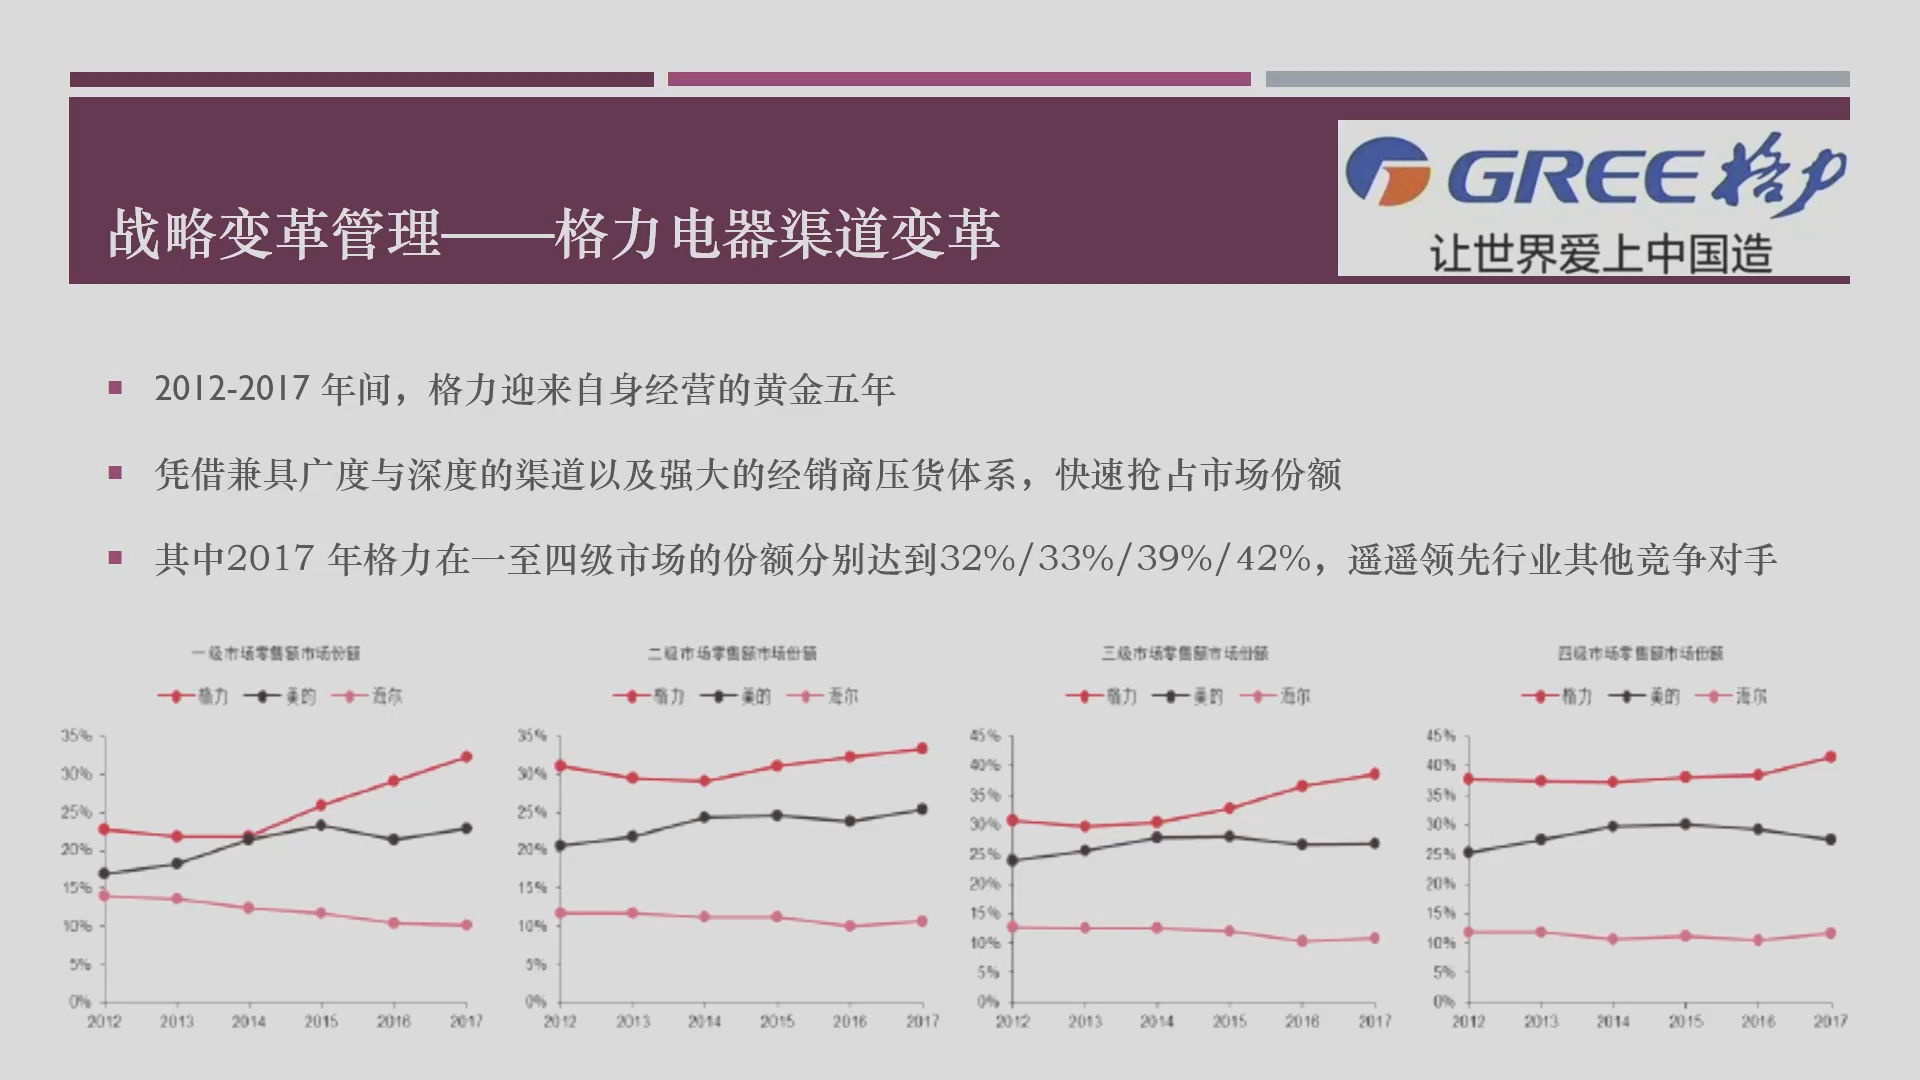 GREE格力
让世界爱上中国造
战略变革管理——格力电器渠道变革
2012-2017 年间，格力迎来自身经营的黄金五年
凭借兼具广度与深度的渠道以及强大的经销商压货体系，快速抢占市场份额
其中2017 年格力在一至四级市场的份额分别达到32%/33%/39%/42%，遥遥领先行业其他竞争对手
一级市场零售额市场份额
格力 美的 海尔
35%
30%
25%
20%
15%
10%
5%
0%
2012 2013 2014 2015 2016 2017
二级市场零售额市场份额
格力 美的 海尔
35%
30%
25%
20%
15%
10%
5%
0%
2012 2013 2014 2015 2016 2017
三级市场零售额市场份额
格力 美的 海尔
45%
40%
35%
30%
25%
20%
15%
10%
5%
0%
2012 2013 2014 2015 2016 2017
四级市场零售额市场份额
格力 美的 海尔
45%
40%
35%
30%
25%
20%
15%
10%
5%
0%
2012 2013 2014 2015 2016 2017